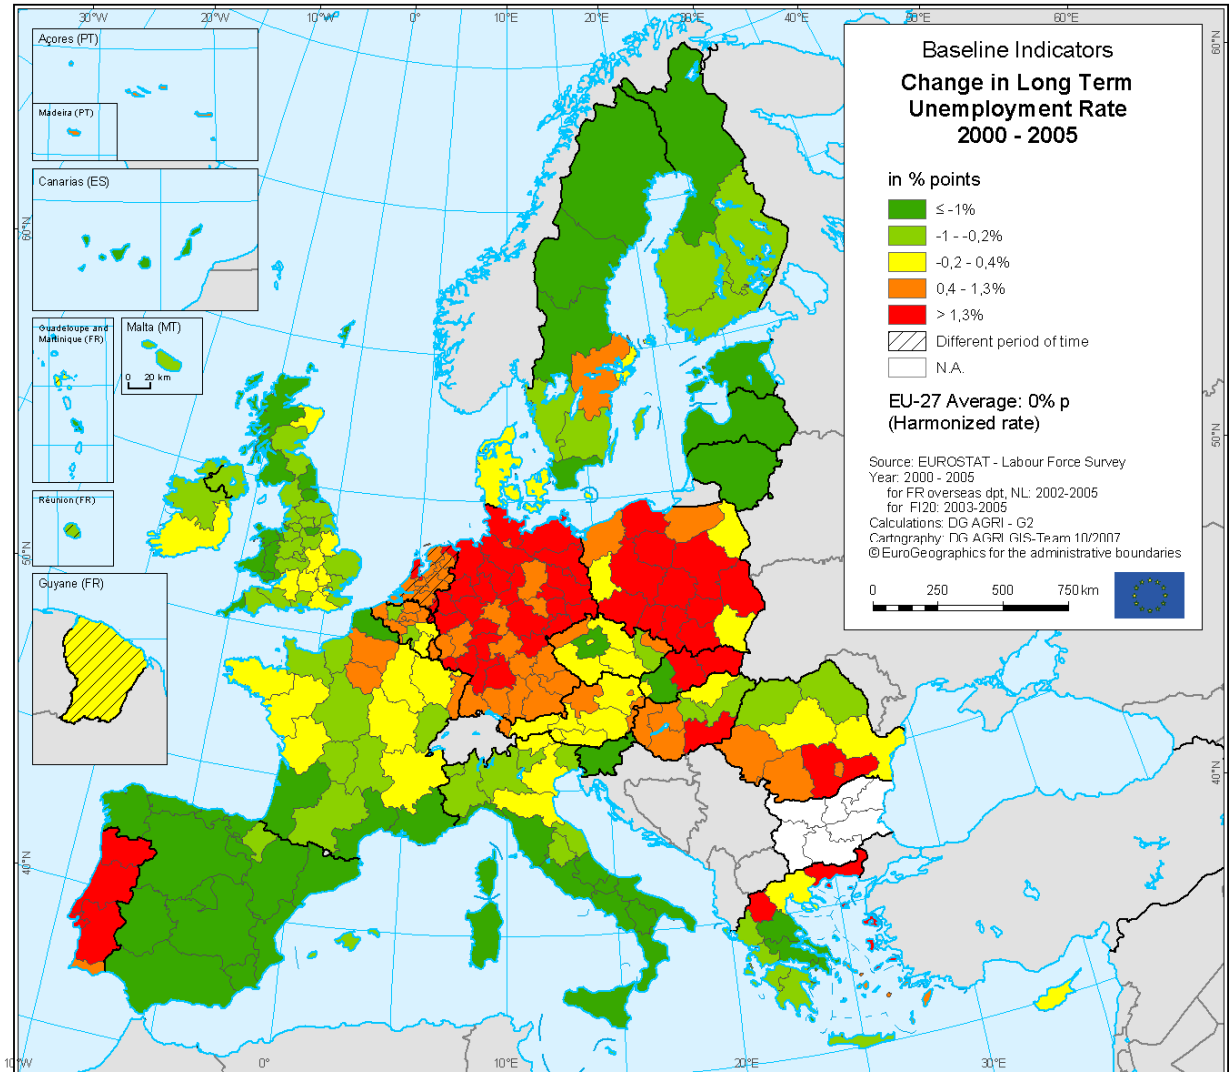 30°W
20°W
10°W
0°
10°E
20°E
30°E
40°E
50°E
60°E
Açores (PT)
Madeira (PT)
Canarias (ES)
Guadeloupe and
Martinique (FR)
Malta (MT)
0 20 km
Réunion (FR)
Guyane (FR)
60°N
50°N
40°N
Baseline Indicators
Change in Long Term
Unemployment Rate
2000 - 2005
in % points
≤ -1%
-1 - -0,2%
-0,2 - 0,4%
0,4 - 1,3%
> 1,3%
Different period of time
N.A.
EU-27 Average: 0% p
(Harmonized rate)
Source: EUROSTAT - Labour Force Survey
Year: 2000 - 2005
for FR overseas dpt, NL: 2002-2005
for FI20: 2003-2005
Calculations: DG AGRI - G2
Cartography: DG AGRI GIS-Team 10/2007
© EuroGeographics for the administrative boundaries
0 250 500 750 km
60°N
50°N
40°N
10°W
0°
10°E
20°E
30°E